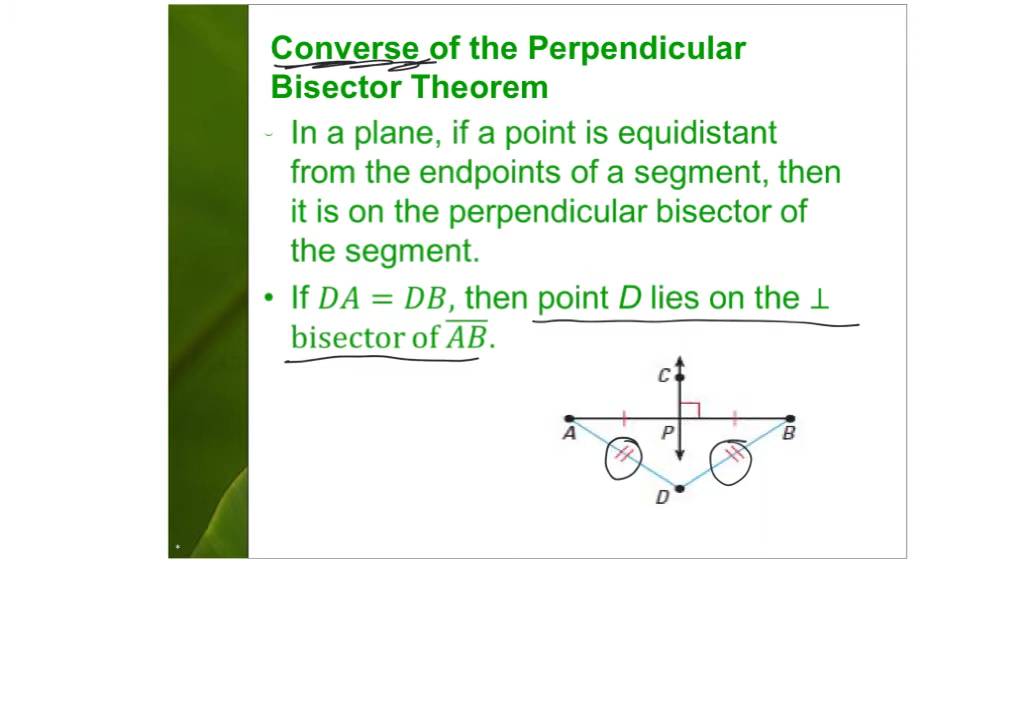 Converse of the Perpendicular
Bisector Theorem
In a plane, if a point is equidistant
from the endpoints of a segment, then
it is on the perpendicular bisector of
the segment.
• If DA = DB, then point D lies on the ⊥
bisector of A̅B̅.
C
A P B
D
*